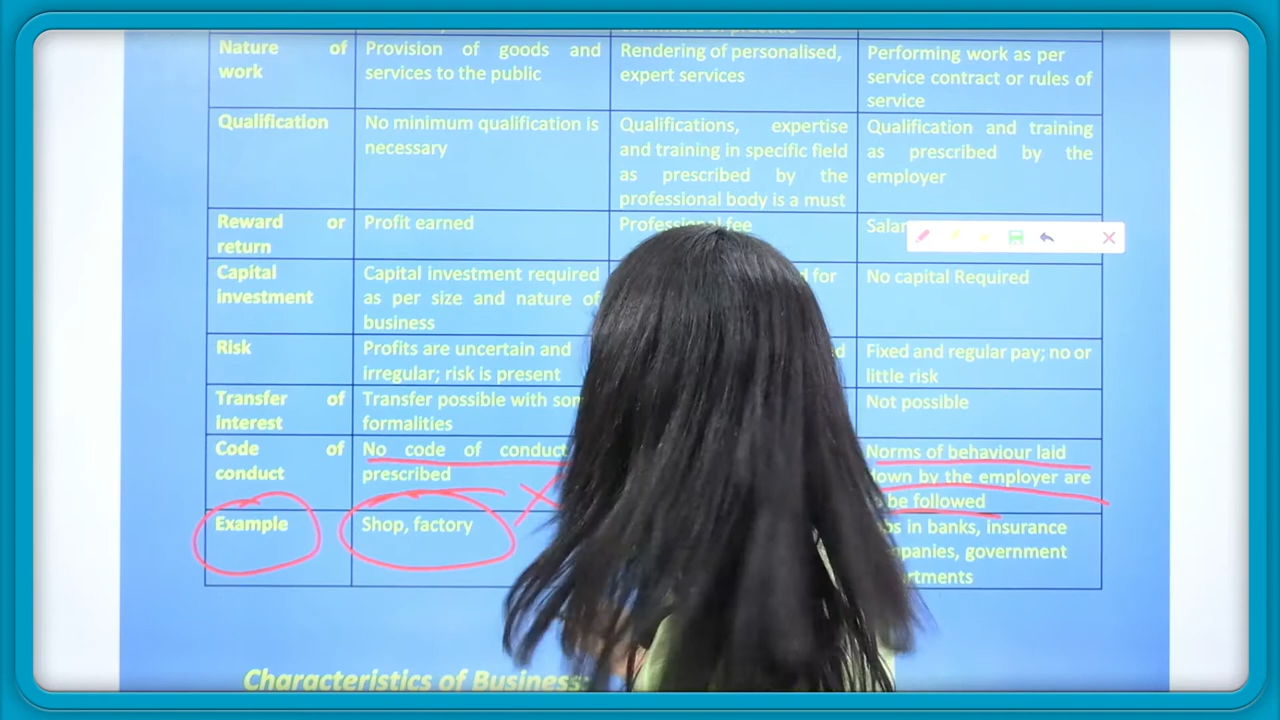 Nature of
work
Provision of goods and
services to the public
Rendering of personalised,
expert services
Performing work as per
service contract or rules of
service
Qualification
No minimum qualification is
necessary
Qualifications, expertise
and training in specific field
as prescribed by the
professional body is a must
Qualification and training
as prescribed by the
employer
Reward or
return
Profit earned
Professional fee
Capital
investment
Capital investment required
as per size and nature of
business
for
No capital Required
Risk
Profits are uncertain and
irregular; risk is present
Fixed and regular pay; no or
little risk
Transfer of
interest
Transfer possible with
formalities
Not possible
Code of
conduct
No code of conduct
prescribed
Norms of behaviour laid
down by the employer are
be followed
Example
Shop, factory
in banks, insurance
government
Characteristics of Business: